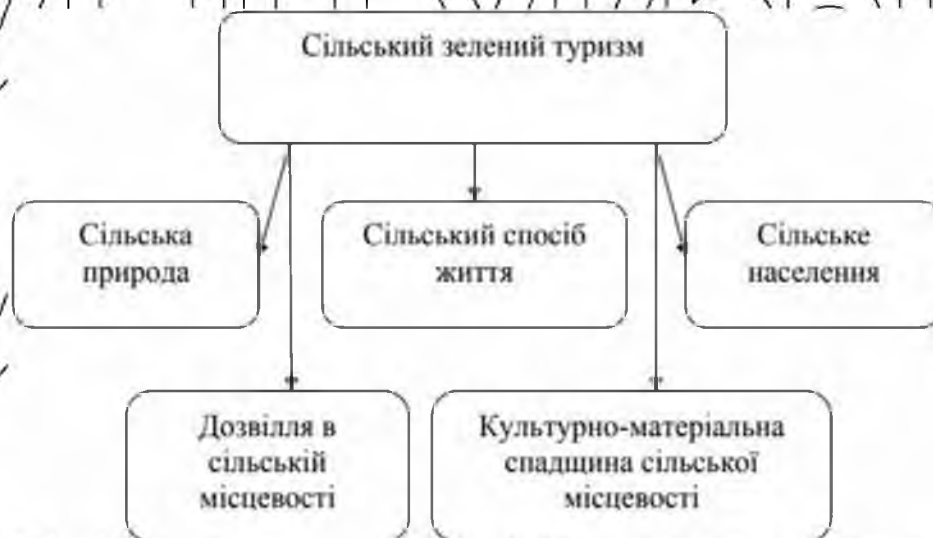 Сільський зелений туризм
Сільська
природа
Сільський спосіб
життя
Сільське
населення
Дозвілля в
сільській
місцевості
Культурно-матеріальна
спадщина сільської
місцевості